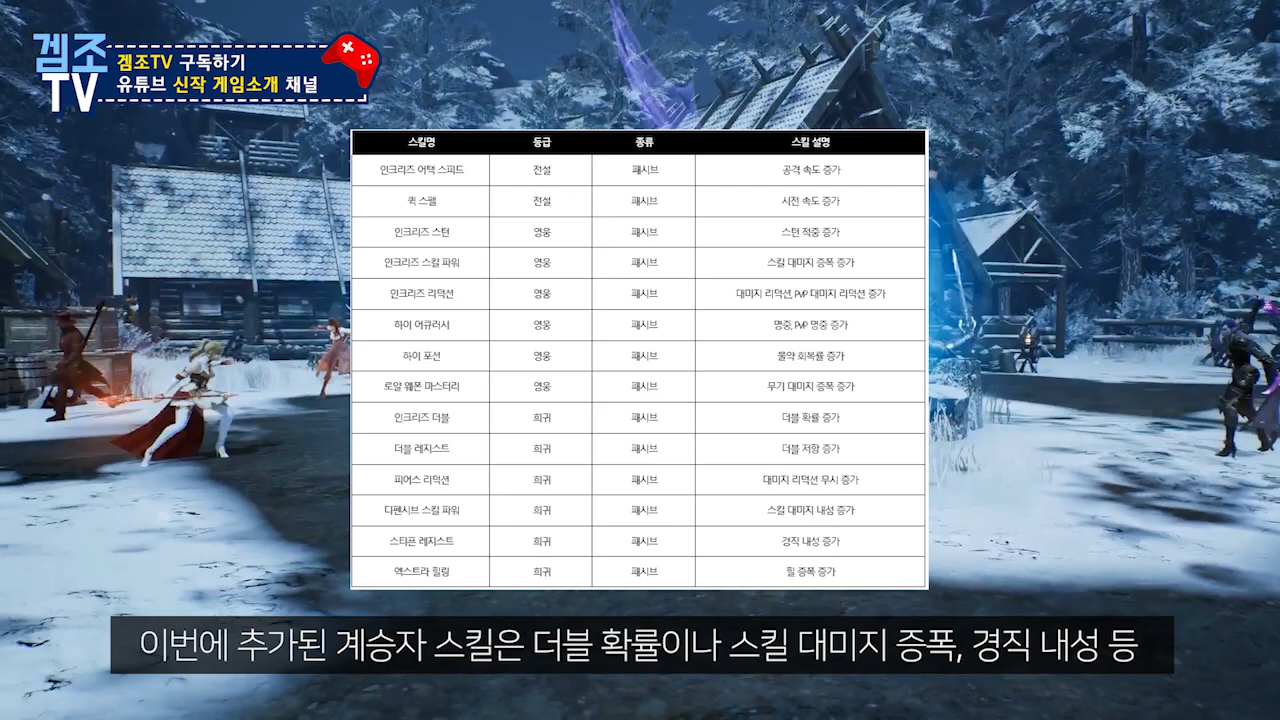 겜조
TV
겜조TV 구독하기
유튜브 신작 게임소개 채널
스킬명 등급 종류 스킬 설명
인크리즈 어택 스피드 전설 패시브 공격 속도 증가
퀵 스펠 전설 패시브 시전 속도 증가
인크리즈 스턴 영웅 패시브 스턴 적중 증가
인크리즈 스킬 파워 영웅 패시브 스킬 대미지 증폭 증가
인크리즈 리덕션 영웅 패시브 대미지 리덕션, PvP 대미지 리덕션 증가
하이 어큐러시 영웅 패시브 명중, PvP 명중 증가
하이 포션 영웅 패시브 물약 회복률 증가
로얄 웨폰 마스터리 영웅 패시브 무기 대미지 증폭 증가
인크리즈 더블 희귀 패시브 더블 확률 증가
더블 레지스트 희귀 패시브 더블 저항 증가
피어스 리덕션 희귀 패시브 대미지 리덕션 무시 증가
디펜시브 스킬 파워 희귀 패시브 스킬 대미지 내성 증가
스티픈 레지스트 희귀 패시브 경직 내성 증가
엑스트라 힐링 희귀 패시브 힐 증폭 증가
이번에 추가된 계승자 스킬은 더블 확률이나 스킬 대미지 증폭, 경직 내성 등